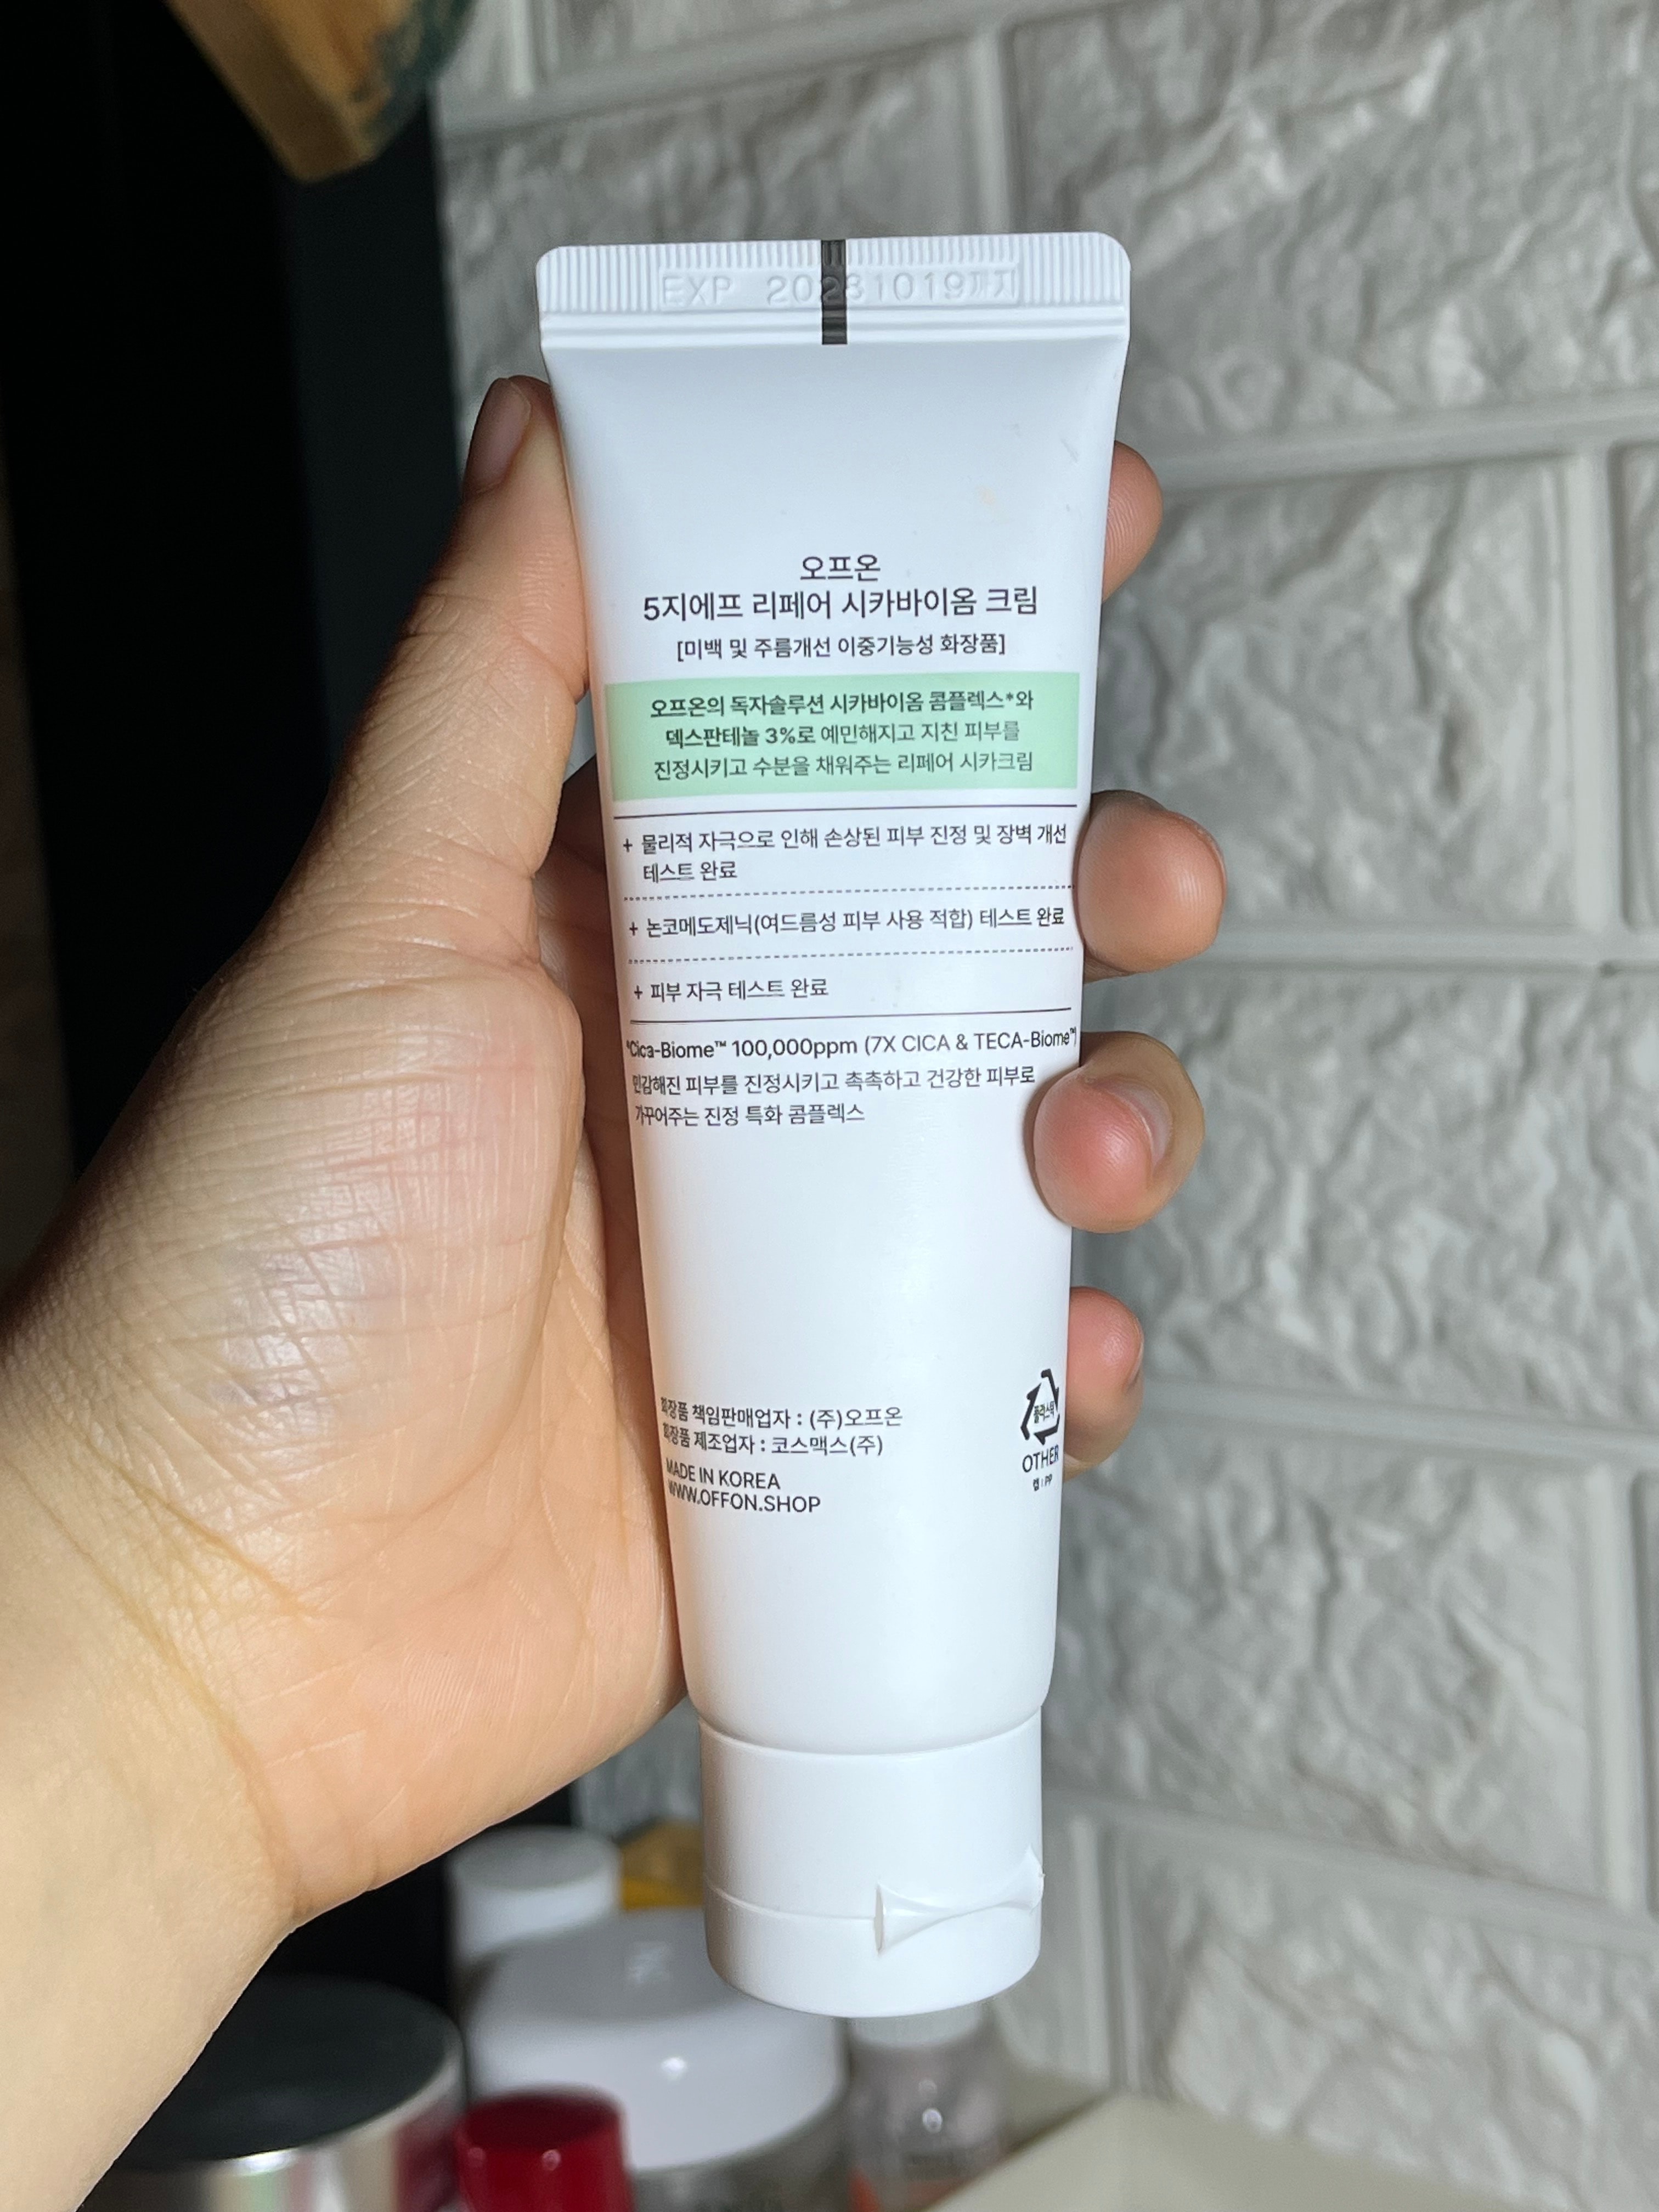 EXP 20281019까지
오프온
5지에프 리페어 시카바이옴 크림
[미백 및 주름개선 이중기능성 화장품]
오프온의 독자솔루션 시카바이옴 콤플렉스*와
덱스판테놀 3%로 예민해지고 지친 피부를
진정시키고 수분을 채워주는 리페어 시카크림
+ 물리적 자극으로 인해 손상된 피부 진정 및 장벽 개선
테스트 완료
+ 논코메도제닉(여드름성 피부 사용 적합) 테스트 완료
+ 피부 자극 테스트 완료
*Cica-Biome™ 100,000ppm (7X CICA & TECA-Biome™)
민감해진 피부를 진정시키고 촉촉하고 건강한 피부로
가꾸어주는 진정 특화 콤플렉스
화장품 책임판매업자 : (주)오프온
화장품 제조업자 : 코스맥스(주)
MADE IN KOREA
WWW.OFFON.SHOP
플라스틱
OTHER
캡 : PP